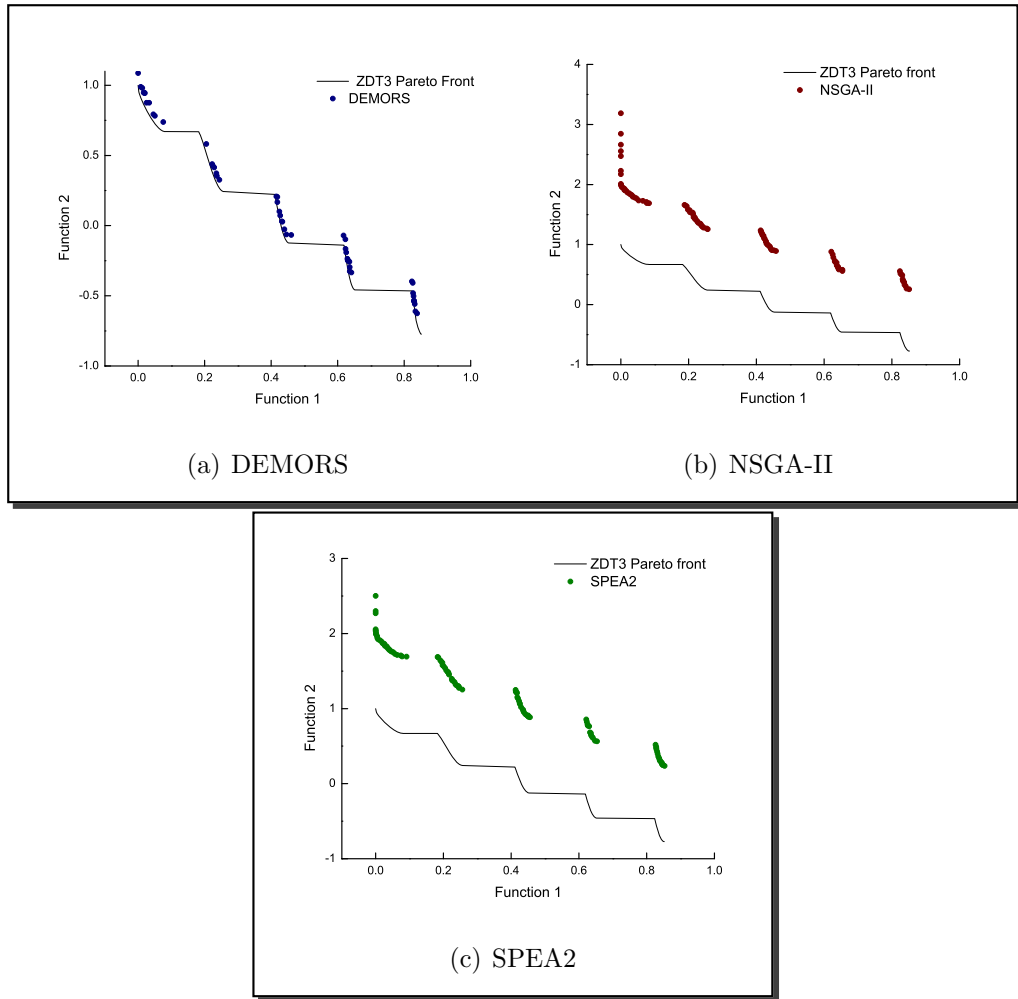 ZDT3 Pareto Front
DEMORS
1.0
0.5
0.0
-0.5
-1.0
Function 2
0.0 0.2 0.4 0.6 0.8 1.0
Function 1
(a) DEMORS
ZDT3 Pareto front
NSGA-II
4
3
2
1
0
-1
Function 2
0.0 0.2 0.4 0.6 0.8 1.0
Function 1
(b) NSGA-II
ZDT3 Pareto front
SPEA2
3
2
1
0
-1
Function 2
0.0 0.2 0.4 0.6 0.8 1.0
Function 1
(c) SPEA2